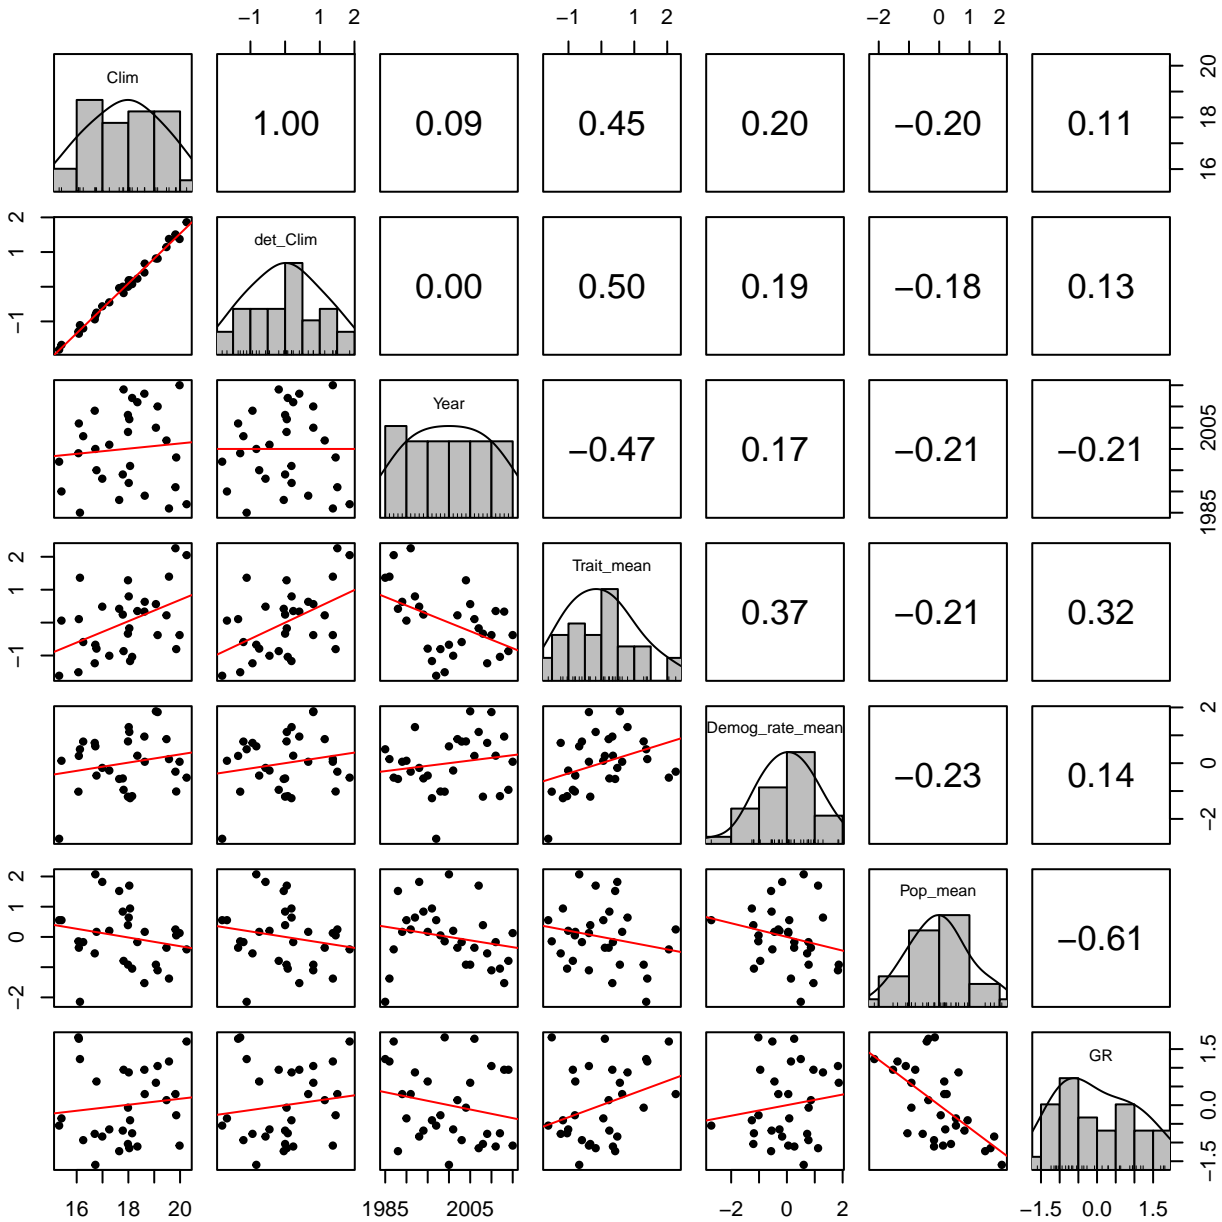 −1 1 2 −1 1 2 −2 0 2
Clim 1.00 0.09 0.45 0.20 −0.20 0.11 16 18 20
−1 1 2 det_Clim 0.00 0.50 0.19 −0.18 0.13
Year −0.47 0.17 −0.21 −0.21 1985 2005
−1 0 1 2 Trait_mean 0.37 −0.21 0.32
Demog_rate_mean −0.23 0.14 −2 0 2
−2 0 1 2 Pop_mean −0.61
GR −1.5 0.0 1.5
16 18 20 1985 2005 −2 0 2 −1.5 0.0 1.5